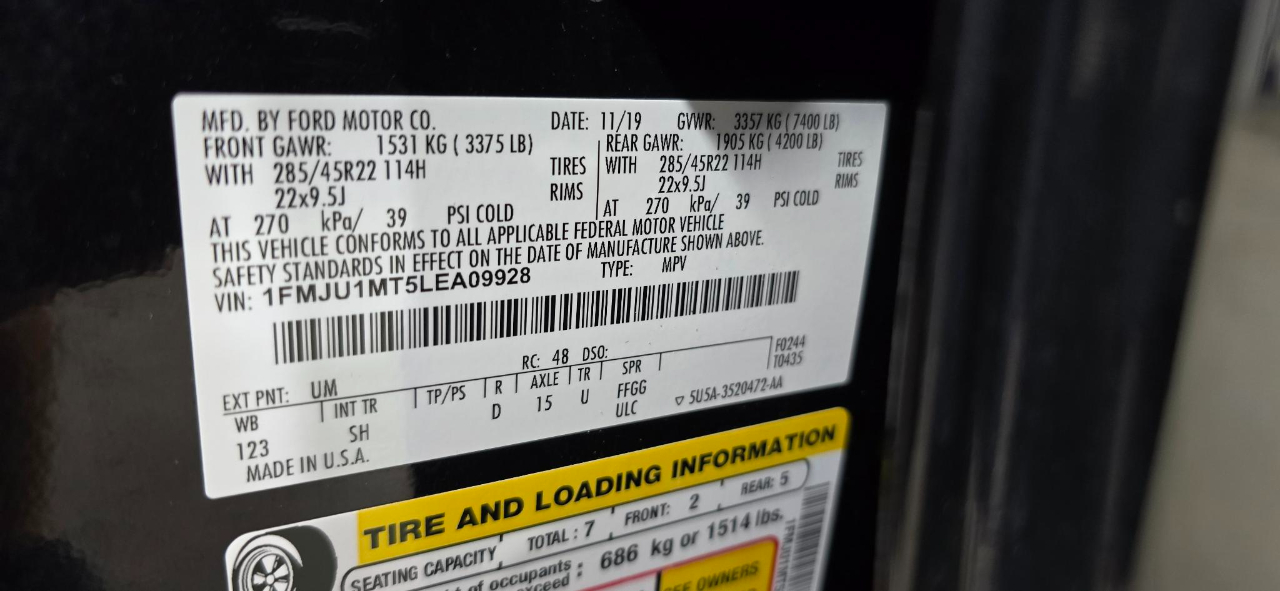 MFD. BY FORD MOTOR CO. DATE: 11/19 GVWR: 3357 KG ( 7400 LB)
FRONT GAWR: 1531 KG ( 3375 LB) REAR GAWR: 1905 KG ( 4200 LB)
WITH 285/45R22 114H TIRES WITH 285/45R22 114H TIRES
22x9.5J RIMS 22x9.5J RIMS
AT 270 kPa/ 39 PSI COLD AT 270 kPa/ 39 PSI COLD
THIS VEHICLE CONFORMS TO ALL APPLICABLE FEDERAL MOTOR VEHICLE
SAFETY STANDARDS IN EFFECT ON THE DATE OF MANUFACTURE SHOWN ABOVE.
VIN: 1FMJU1MT5LEA09928 TYPE: MPV
RC: 48 DSO: F0244
T0435
EXT PNT: UM
WB INT TR TP/PS R AXLE TR SPR
123 SH D 15 U FFGG
ULC
MADE IN U.S.A. ▽ 5U5A-3520472-AA
TIRE AND LOADING INFORMATION
SEATING CAPACITY TOTAL : 7 FRONT: 2 REAR: 5
of occupants
exceed : 686 kg or 1514 lbs.
OWNERS